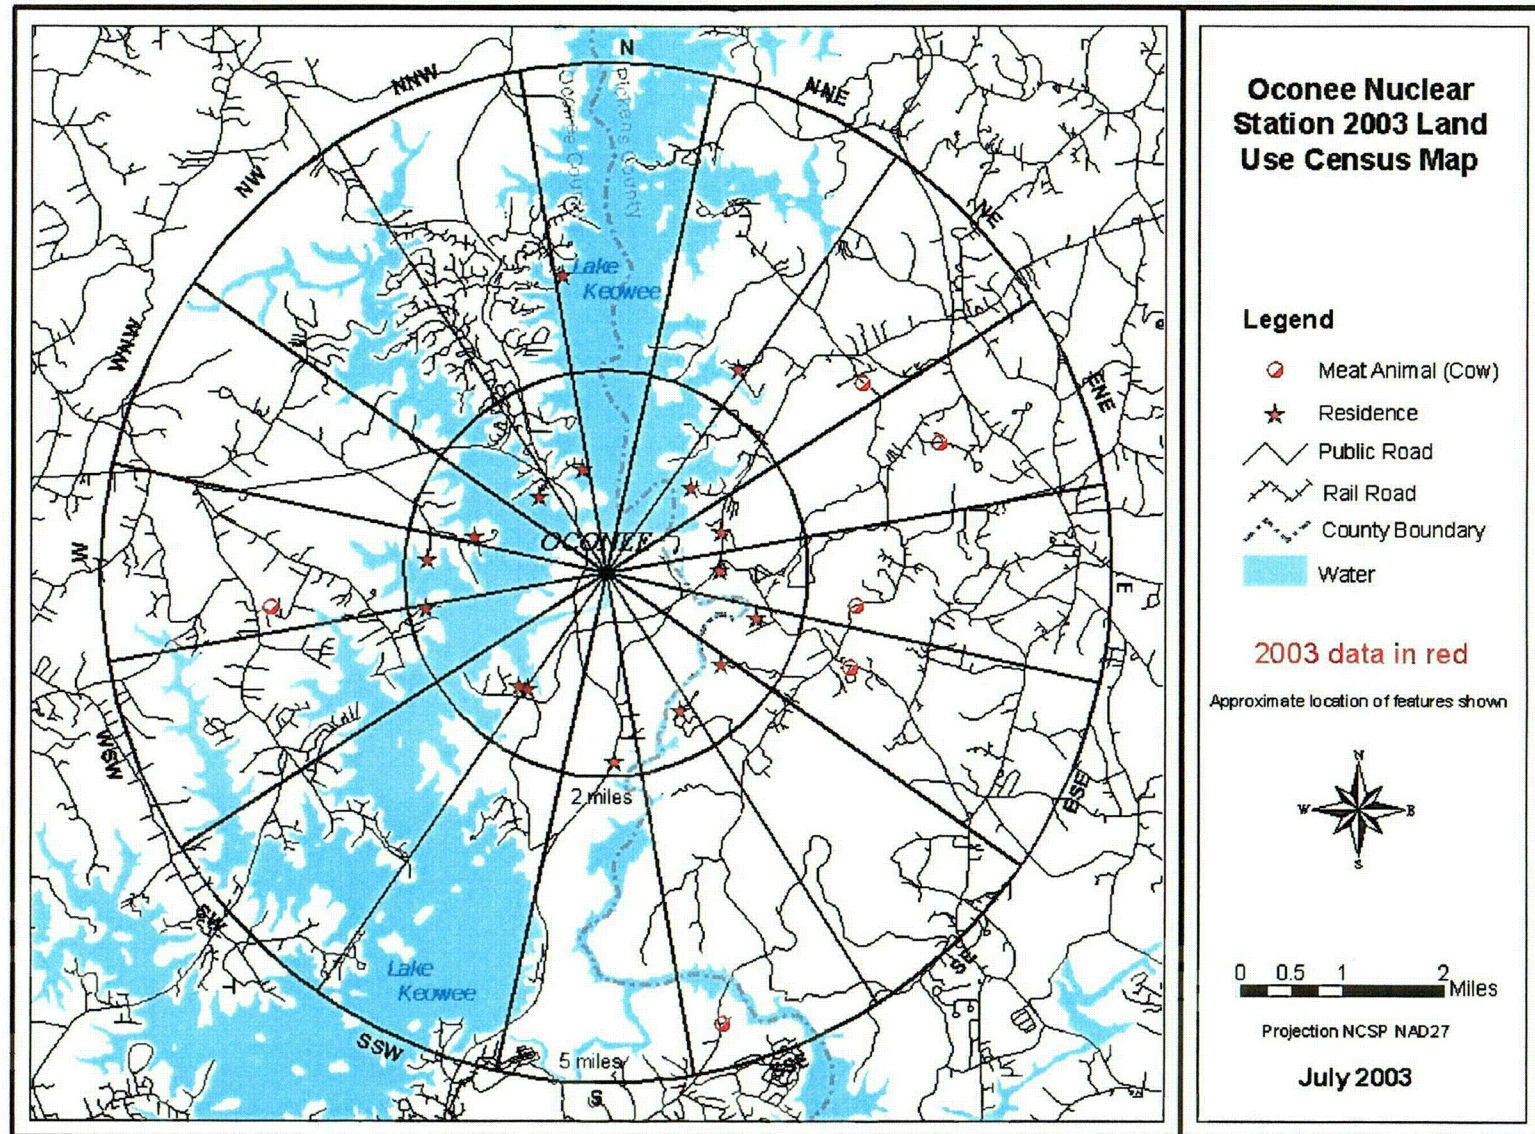 N
NNW
NNE
Oconee County
Pickens County
NW
NE
Lake
Keowee
WNW
ENE
OCONEE
W
E
2 miles
WSW
ESE
SW
SE
Lake
Keowee
SSW
5 miles
SSE
S
Oconee Nuclear
Station 2003 Land
Use Census Map
Legend
Meat Animal (Cow)
Residence
Public Road
Rail Road
County Boundary
Water
2003 data in red
Approximate location of features shown
N
W
E
S
0 0.5 1 2
Miles
Projection NCSP NAD27
July 2003